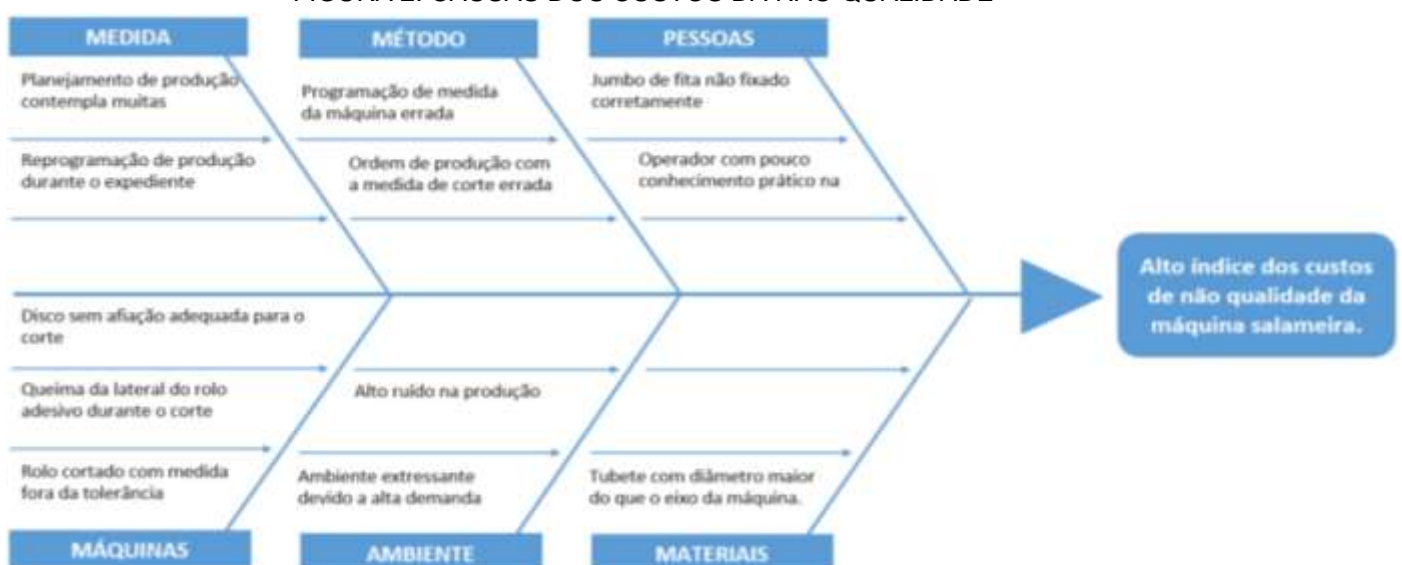 MEDIDA
MÉTODO
PESSOAS
Planejamento de produção
contempla muitas
Reprogramação de produção
durante o expediente
Programação de medida
da máquina errada
Ordem de produção com
a medida de corte errada
Jumbo de fita não fixado
corretamente
Operador com pouco
conhecimento prático na
Alto índice dos custos
de não qualidade da
máquina salameira.
Disco sem afiação adequada para o
corte
Queima da lateral do rolo
adesivo durante o corte
Rolo cortado com medida
fora da tolerância
Alto ruído na produção
Ambiente extressante
devido a alta demanda
Tubete com diâmetro maior
do que o eixo da máquina.
MÁQUINAS
AMBIENTE
MATERIAIS